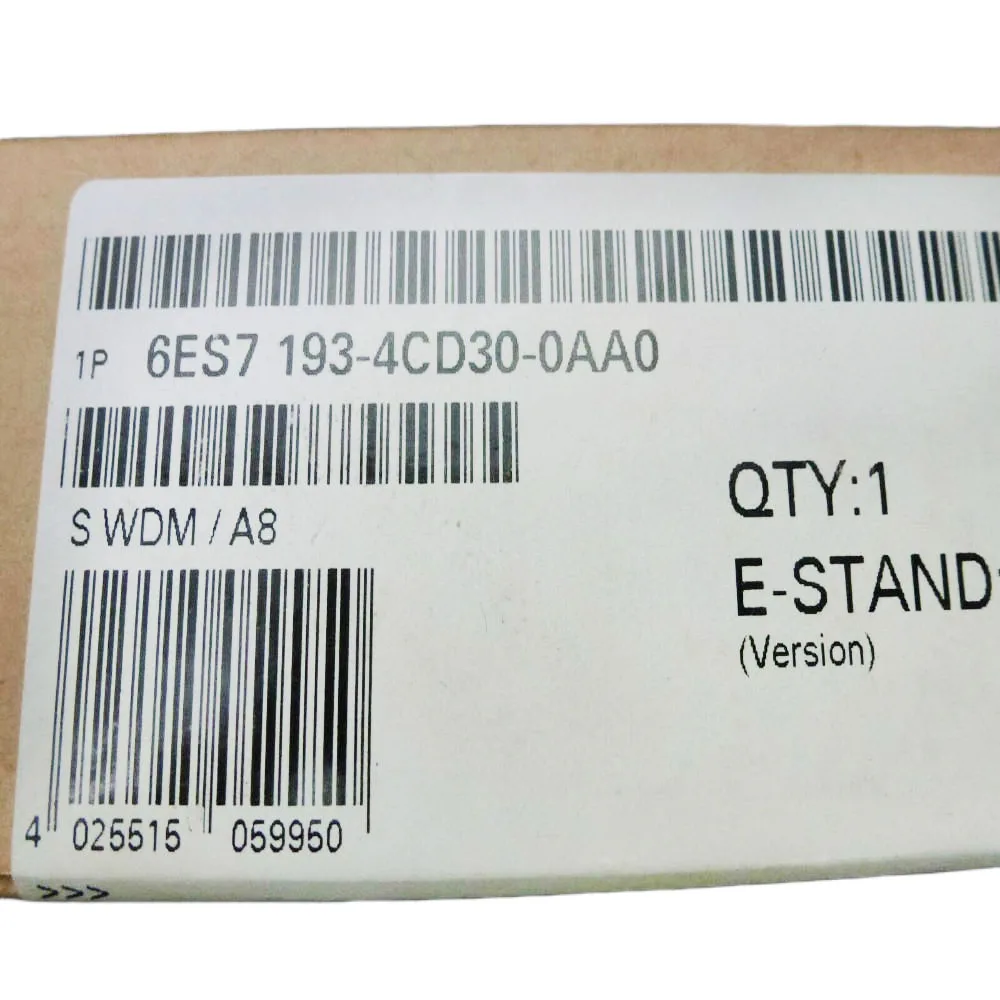 1P 6ES7 193-4CD30-0AA0
S WDM / A8
QTY:1
E-STAND
(Version)
4 025515 059950
>>>